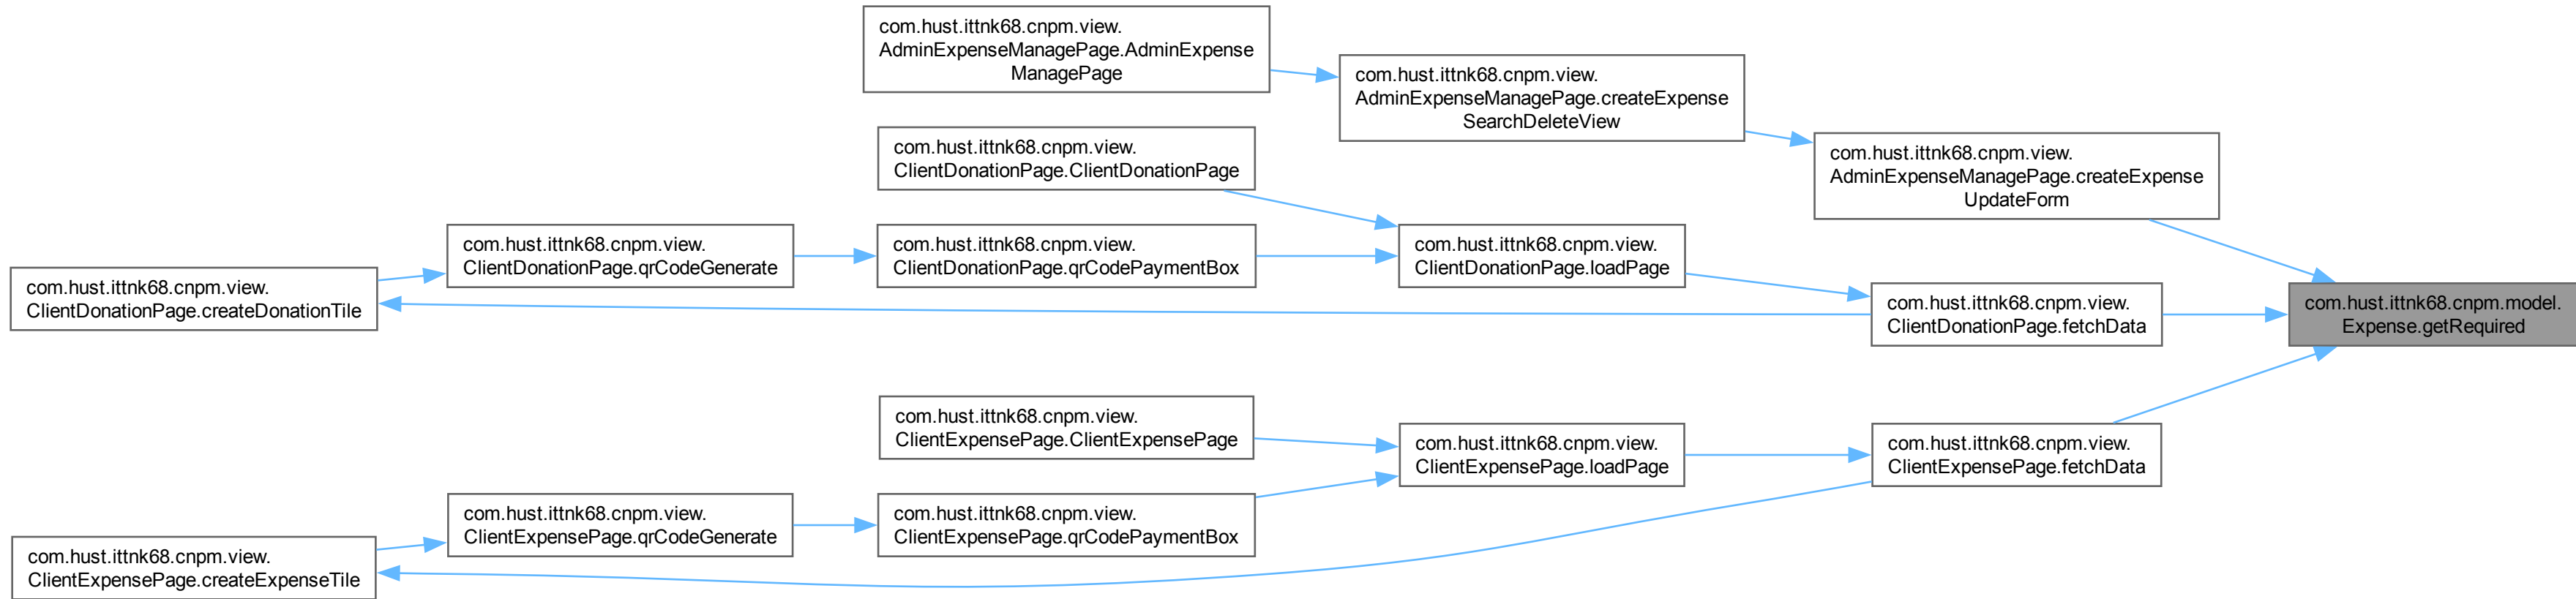 com.hust.ittnk68.cnpm.view.
AdminExpenseManagePage.AdminExpense
ManagePage
com.hust.ittnk68.cnpm.view.
AdminExpenseManagePage.createExpense
SearchDeleteView
com.hust.ittnk68.cnpm.view.
ClientDonationPage.ClientDonationPage
com.hust.ittnk68.cnpm.view.
AdminExpenseManagePage.createExpense
UpdateForm
com.hust.ittnk68.cnpm.view.
ClientDonationPage.qrCodeGenerate
com.hust.ittnk68.cnpm.view.
ClientDonationPage.qrCodePaymentBox
com.hust.ittnk68.cnpm.view.
ClientDonationPage.loadPage
com.hust.ittnk68.cnpm.view.
ClientDonationPage.createDonationTile
com.hust.ittnk68.cnpm.view.
ClientDonationPage.fetchData
com.hust.ittnk68.cnpm.model.
Expense.getRequired
com.hust.ittnk68.cnpm.view.
ClientExpensePage.ClientExpensePage
com.hust.ittnk68.cnpm.view.
ClientExpensePage.loadPage
com.hust.ittnk68.cnpm.view.
ClientExpensePage.fetchData
com.hust.ittnk68.cnpm.view.
ClientExpensePage.qrCodeGenerate
com.hust.ittnk68.cnpm.view.
ClientExpensePage.qrCodePaymentBox
com.hust.ittnk68.cnpm.view.
ClientExpensePage.createExpenseTile